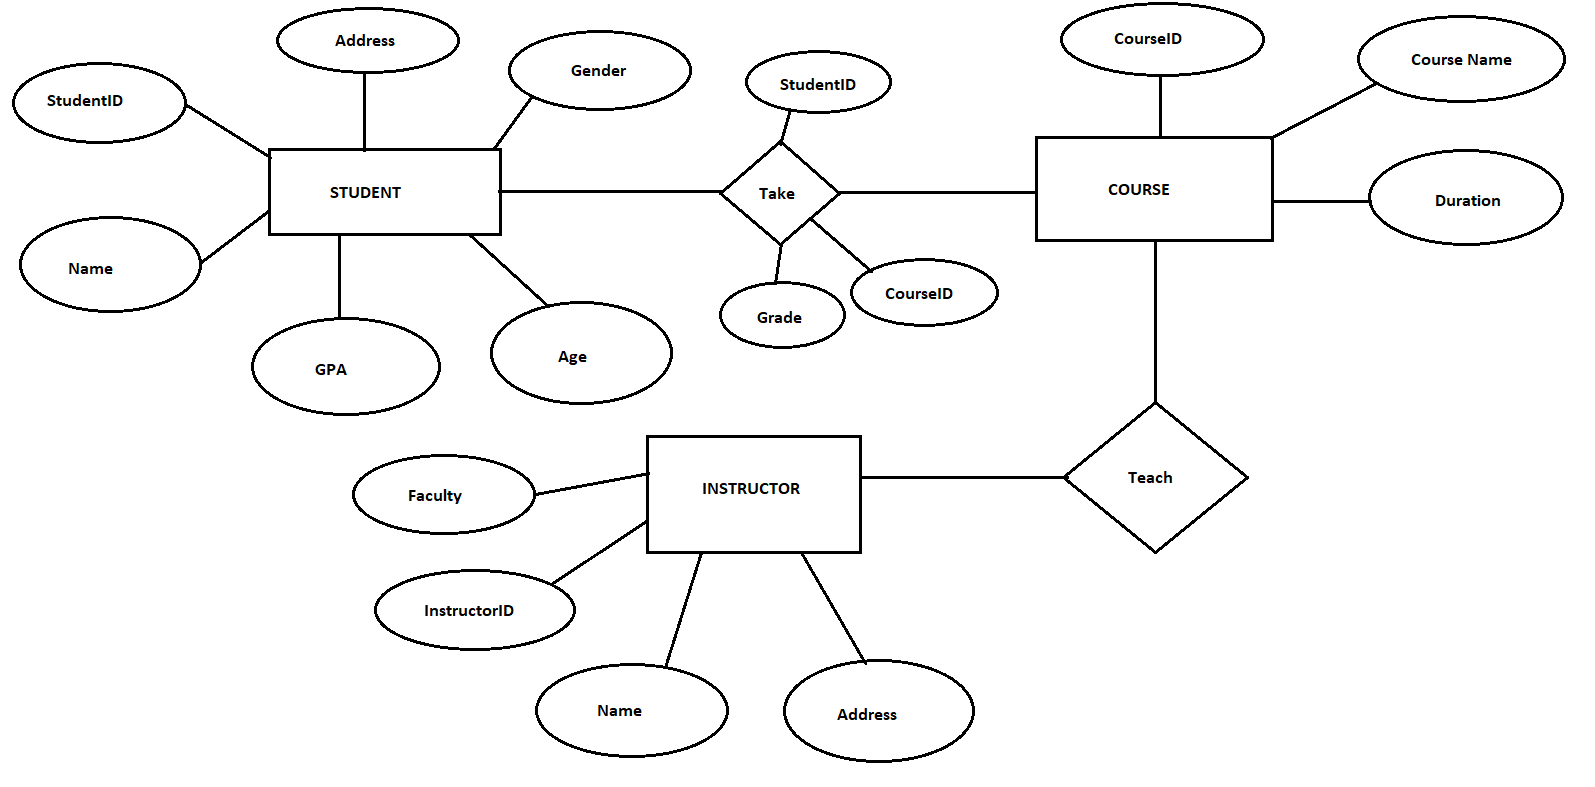 Address
Gender
StudentID
StudentID
CourseID
Course Name
STUDENT
Take
COURSE
Duration
Name
GPA
Age
Grade
CourseID
Faculty
INSTRUCTOR
Teach
InstructorID
Name
Address